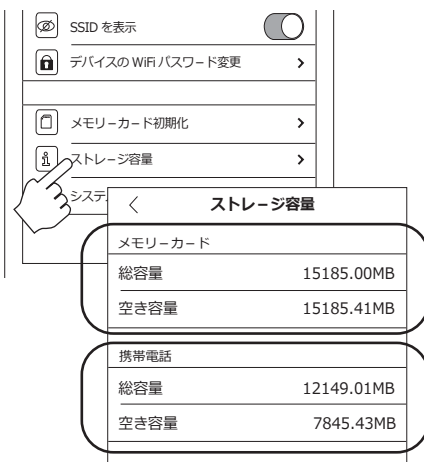 SSID を表示
デバイスの WiFi パスワード変更
メモリーカード初期化
ストレージ容量
システ
ストレージ容量
メモリーカード
総容量 15185.00MB
空き容量 15185.41MB
携帯電話
総容量 12149.01MB
空き容量 7845.43MB